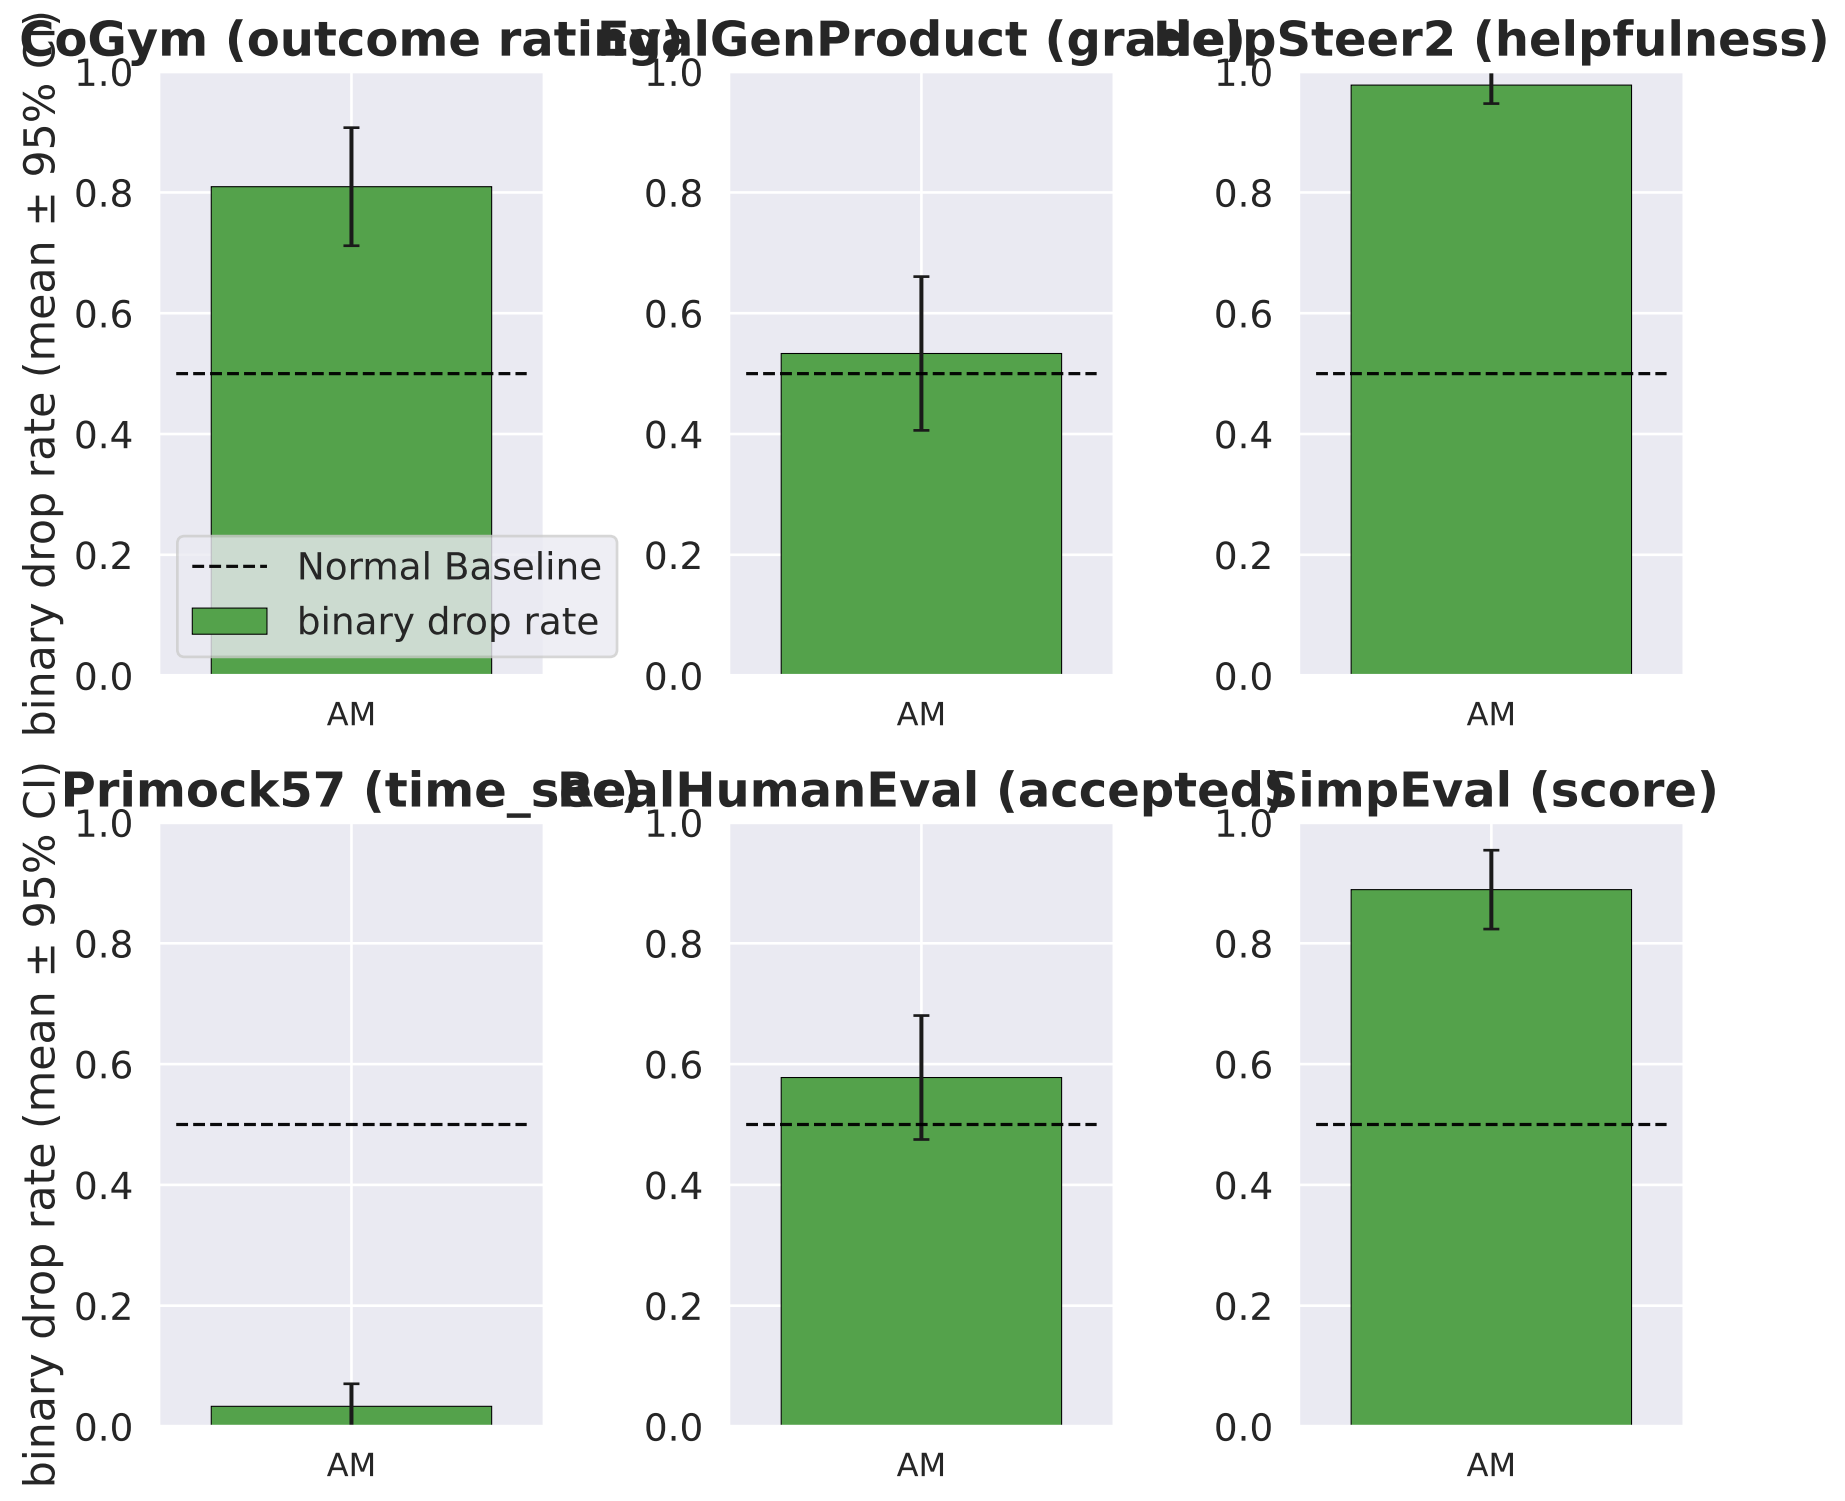 CoGym (outcome rating)
EvalGenProduct (grade)
HelpSteer2 (helpfulness)
binary drop rate (mean ± 95% CI)
1.0
0.8
0.6
0.4
0.2
0.0
Normal Baseline
binary drop rate
AM
1.0
0.8
0.6
0.4
0.2
0.0
AM
1.0
0.8
0.6
0.4
0.2
0.0
AM
Primock57 (time_sec)
RealHumanEval (accepted)
SimpEval (score)
binary drop rate (mean ± 95% CI)
1.0
0.8
0.6
0.4
0.2
0.0
AM
1.0
0.8
0.6
0.4
0.2
0.0
AM
1.0
0.8
0.6
0.4
0.2
0.0
AM